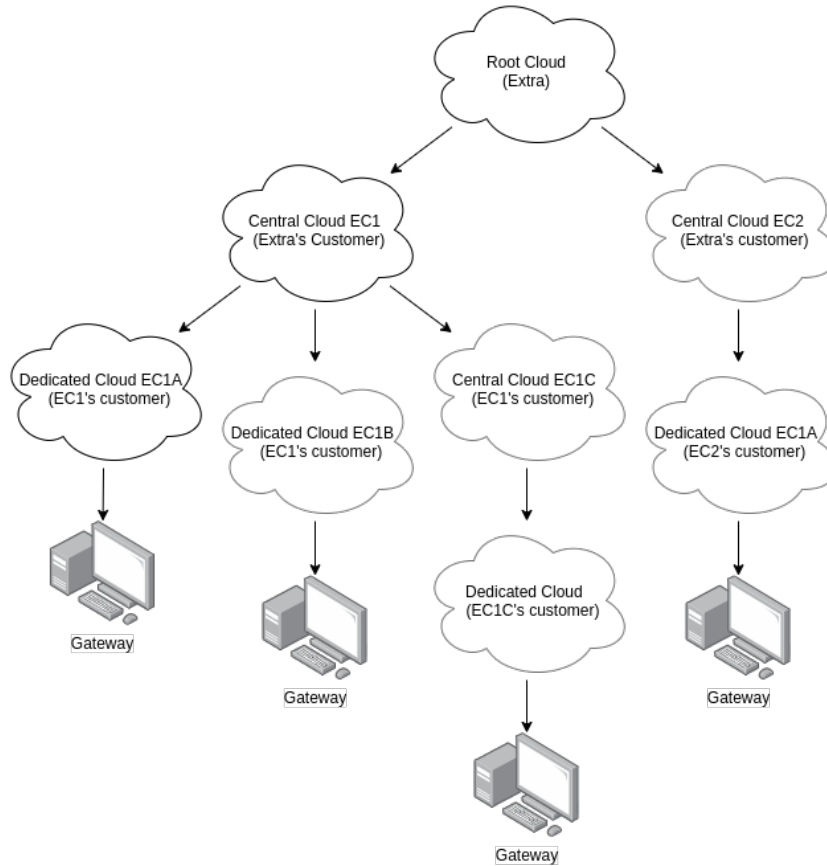 Root Cloud
(Extra)
Central Cloud EC1
(Extra's Customer)
Central Cloud EC2
(Extra's customer)
Dedicated Cloud EC1A
(EC1's customer)
Dedicated Cloud EC1B
(EC1's customer)
Central Cloud EC1C
(EC1's customer)
Dedicated Cloud EC1A
(EC2's customer)
Gateway
Gateway
Dedicated Cloud
(EC1C's customer)
Gateway
Gateway